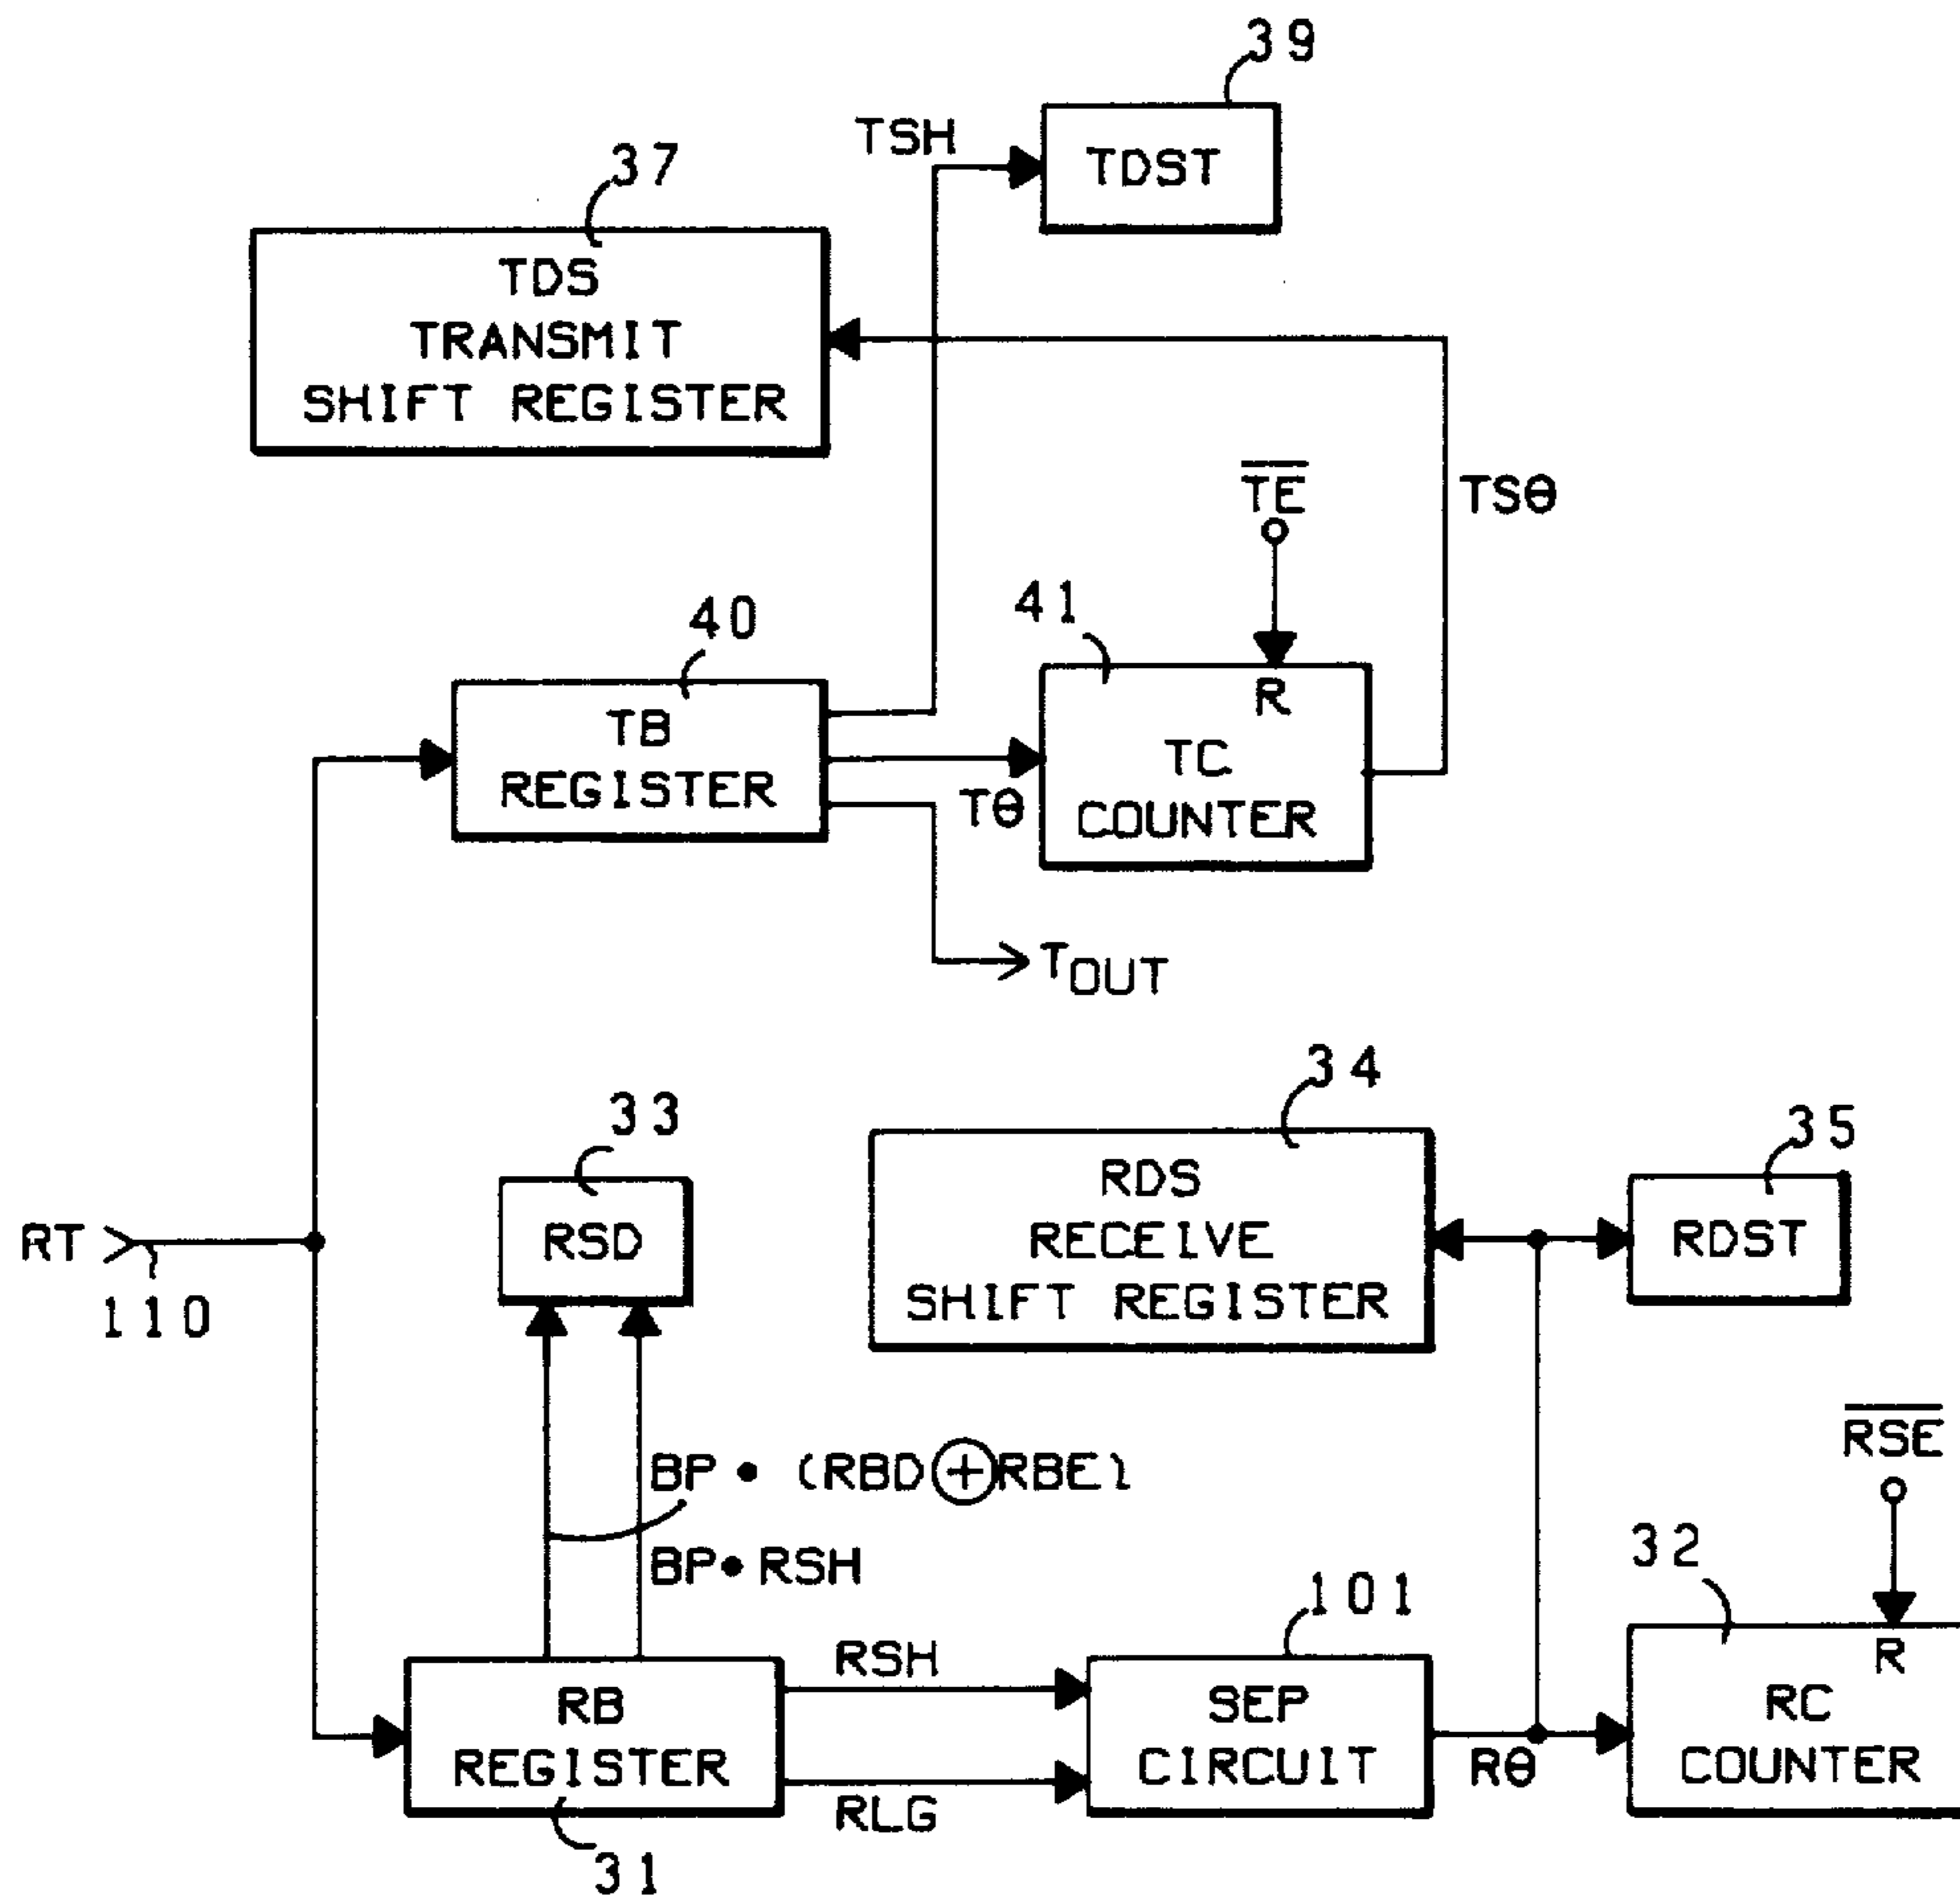 39
TSH
TDST
37
TDS
TRANSMIT
SHIFT REGISTER
TE
TSθ
40
41
R
TB
REGISTER
TC
COUNTER
Tθ
TOUT
34
33
35
RDS
RECEIVE
SHIFT REGISTER
RT
RSD
RDST
110
RSE
BP • (RBD ⊕ RBE)
BP•RSH
32
101
RSH
R
RB
REGISTER
SEP
CIRCUIT
RC
COUNTER
Rθ
RLG
31